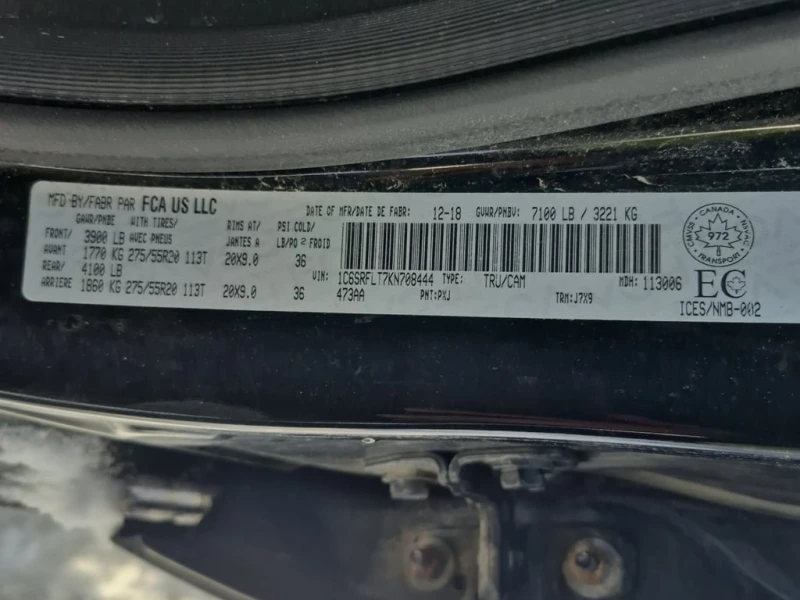 MFD BY/FABR PAR FCA US LLC DATE OF MFR/DATE DE FABR: 12-18 GVWR/PNBV: 7100 LB / 3221 KG
GAWR/PNBE WITH TIRES/ RIMS AT/ PSI COLD/
FRONT/ 3900 LB AVEC PNEUS JANTES A LB/PO2 FROID
AVANT 1770 KG 275/55R20 113T 20X9.0 36
REAR/ 4100 LB
ARRIERE 1860 KG 275/55R20 113T 20X9.0 36
VIN: 1C6SRFLT7KN708444 TYPE: TRU/CAM MDH: 113006
473AA PNT:PXJ TRM:J7X9
CANADA
CMVSS NSVAC
972
TRANSPORT
EC
ICES/NMB-002